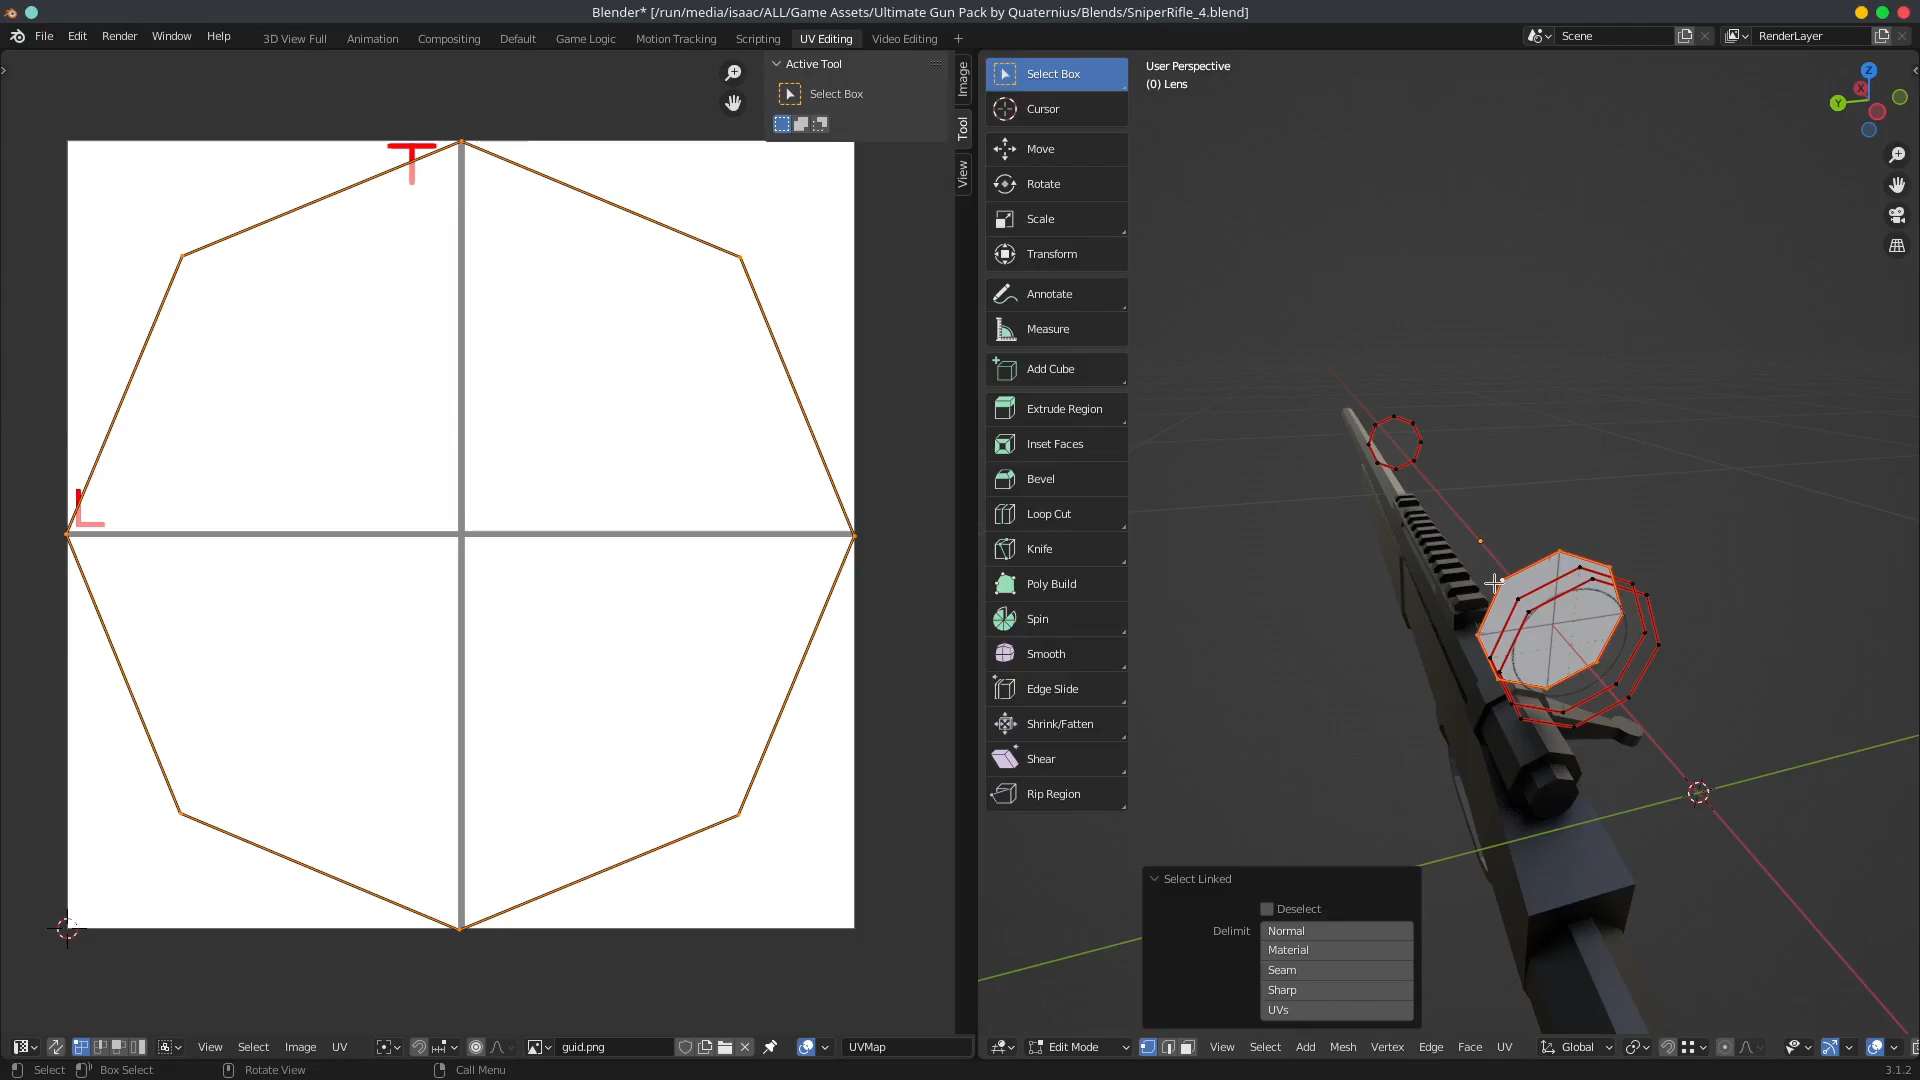 Blender* [/run/media/isaac/ALL/Game Assets/Ultimate Gun Pack by Quaternius/Blends/SniperRifle_4.blend]
File Edit Render Window Help
3D View Full Animation Compositing Default Game Logic Motion Tracking Scripting UV Editing Video Editing
Scene
RenderLayer
Active Tool
Select Box
Image
Tool
View
T
L
Select Box
Cursor
Move
Rotate
Scale
Transform
Annotate
Measure
Add Cube
Extrude Region
Inset Faces
Bevel
Loop Cut
Knife
Poly Build
Spin
Smooth
Edge Slide
Shrink/Fatten
Shear
Rip Region
User Perspective
(0) Lens
Z
X
Y
Select Linked
Deselect
Delimit
Normal
Material
Seam
Sharp
UVs
View Select Image UV
guid.png
UVMap
Edit Mode
View Select Add Mesh Vertex Edge Face UV
Global
Select Box Select Rotate View Call Menu
3.1.2